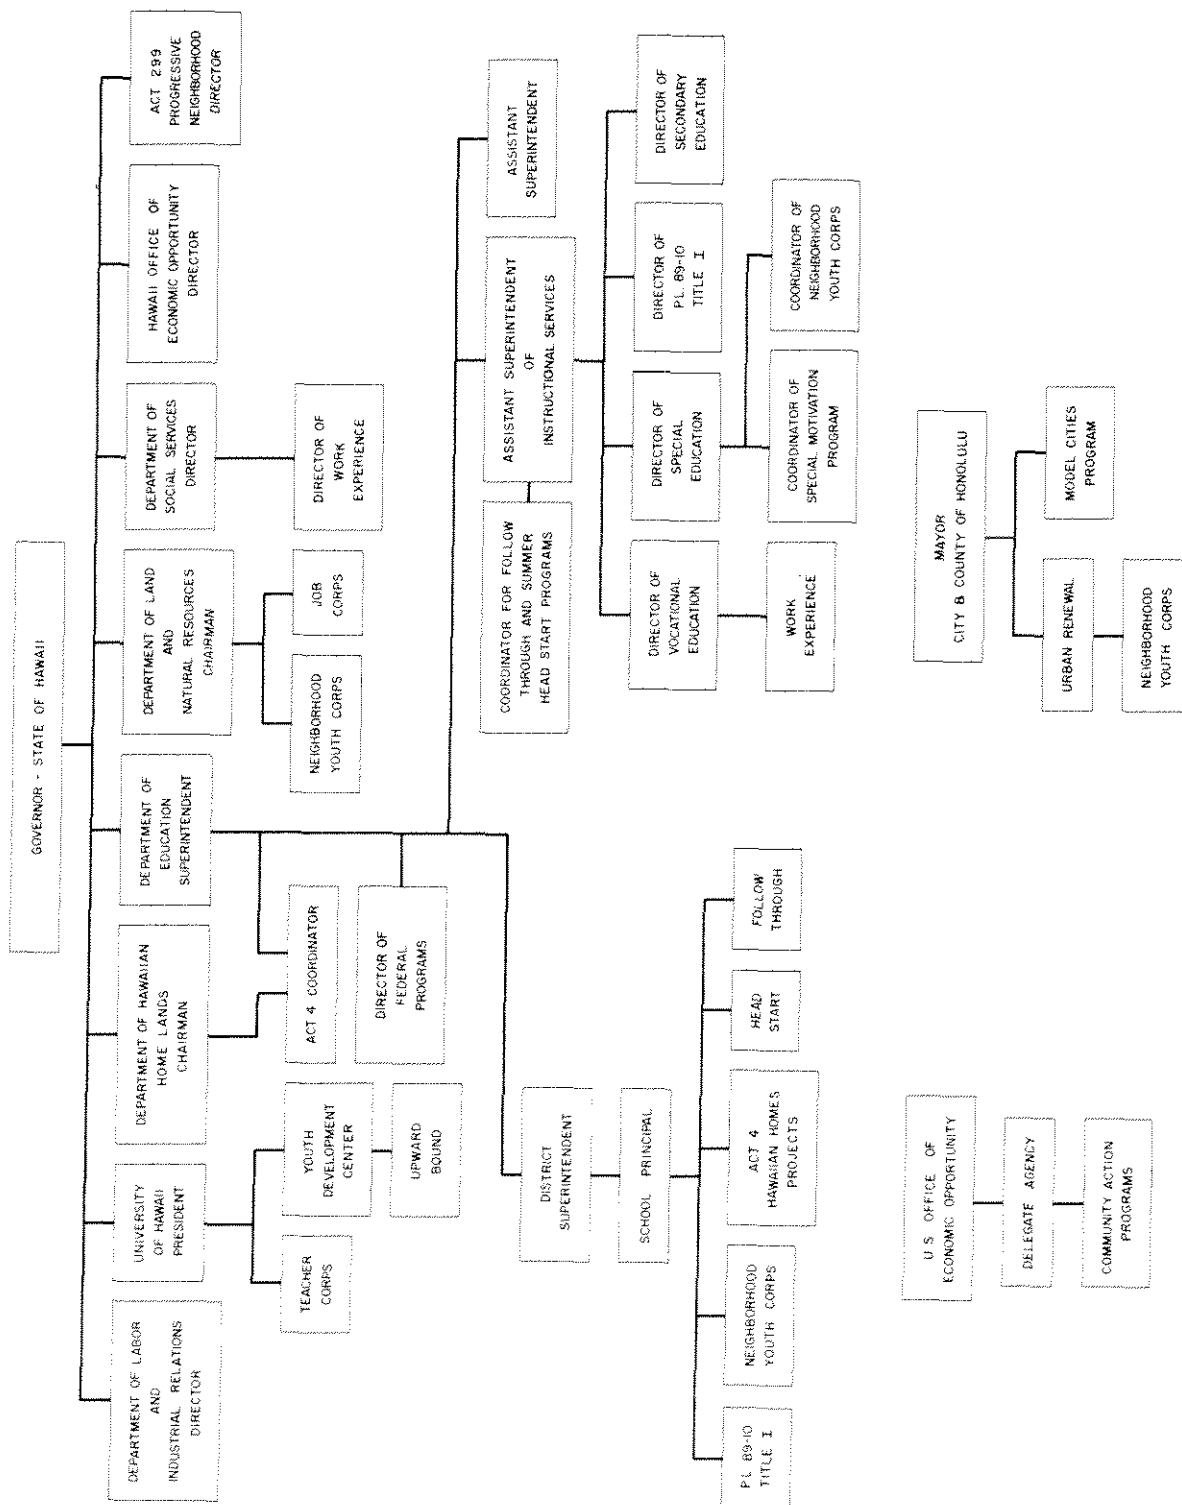 GOVERNOR - STATE OF HAWAII
DEPARTMENT OF LABOR
AND
INDUSTRIAL RELATIONS
DIRECTOR
UNIVERSITY
OF HAWAII
PRESIDENT
DEPARTMENT OF HAWAIIAN
HOME LANDS
CHAIRMAN
DEPARTMENT OF
EDUCATION
SUPERINTENDENT
DEPARTMENT OF LAND
AND
NATURAL RESOURCES
CHAIRMAN
DEPARTMENT OF
SOCIAL SERVICES
DIRECTOR
HAWAII OFFICE OF
ECONOMIC OPPORTUNITY
DIRECTOR
ACT 299
PROGRESSIVE
NEIGHBORHOOD
DIRECTOR
TEACHER
CORPS
YOUTH
DEVELOPMENT
CENTER
UPWARD
BOUND
ACT 4 COORDINATOR
DIRECTOR OF
FEDERAL
PROGRAMS
NEIGHBORHOOD
YOUTH CORPS
JOB
CORPS
DIRECTOR OF
WORK
EXPERIENCE
DISTRICT
SUPERINTENDENT
SCHOOL PRINCIPAL
PL 89-10
TITLE I
NEIGHBORHOOD
YOUTH CORPS
ACT 4
HAWAIIAN HOMES
PROJECTS
HEAD
START
FOLLOW
THROUGH
COORDINATOR FOR FOLLOW
THROUGH AND SUMMER
HEAD START PROGRAMS
ASSISTANT SUPERINTENDENT
OF
INSTRUCTIONAL SERVICES
ASSISTANT
SUPERINTENDENT
DIRECTOR OF
VOCATIONAL
EDUCATION
DIRECTOR OF
SPECIAL
EDUCATION
DIRECTOR OF
PL 89-10
TITLE I
DIRECTOR OF
SECONDARY
EDUCATION
WORK
EXPERIENCE
COORDINATOR OF
SPECIAL MOTIVATION
PROGRAM
COORDINATOR OF
NEIGHBORHOOD
YOUTH CORPS
U S OFFICE OF
ECONOMIC OPPORTUNITY
DELEGATE AGENCY
COMMUNITY ACTION
PROGRAMS
MAYOR
CITY & COUNTY OF HONOLULU
URBAN RENEWAL
MODEL CITIES
PROGRAM
NEIGHBORHOOD
YOUTH CORPS